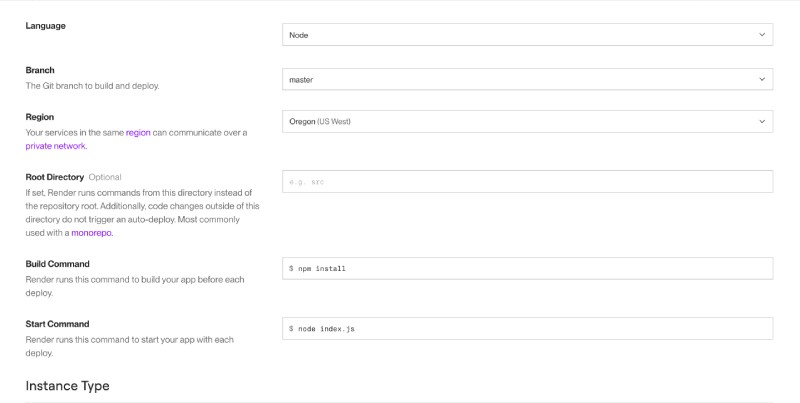 Language
Node
Branch
The Git branch to build and deploy.
master
Region
Your services in the same region can communicate over a
private network.
Oregon (US West)
Root Directory Optional
If set, Render runs commands from this directory instead of
the repository root. Additionally, code changes outside of this
directory do not trigger an auto-deploy. Most commonly
used with a monorepo.
e.g. src
Build Command
Render runs this command to build your app before each
deploy.
$ npm install
Start Command
Render runs this command to start your app with each
deploy.
$ node index.js
Instance Type